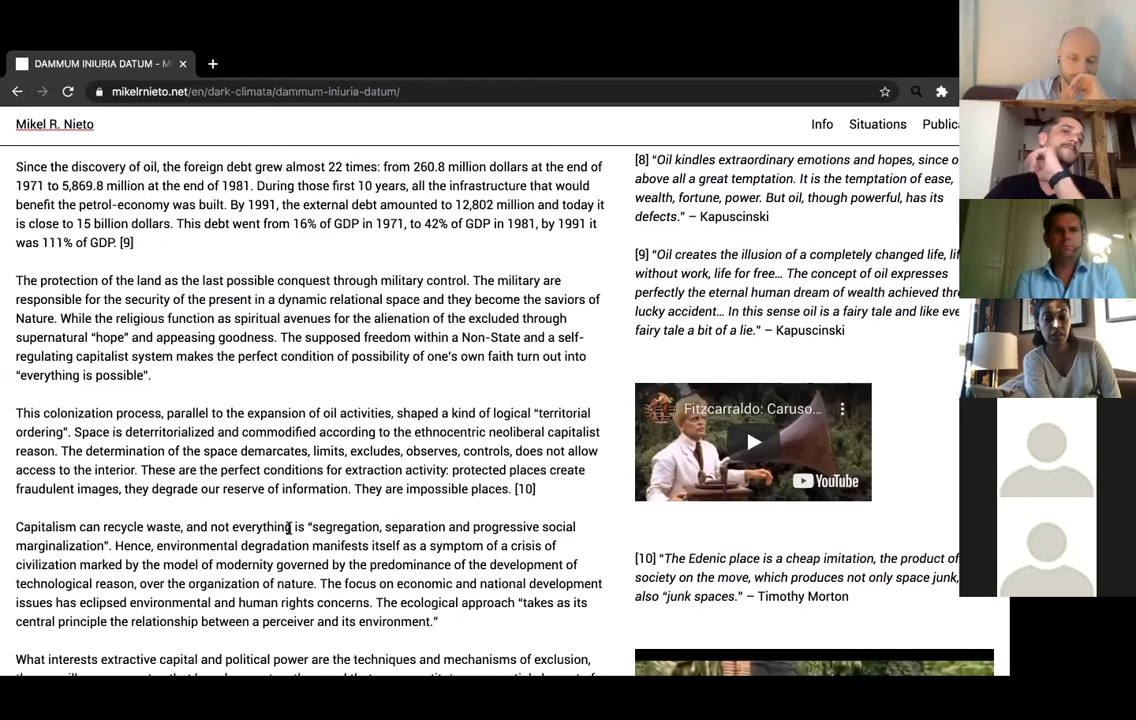 DAMMUM INIURIA DATUM - M
mikelrnieto.net/en/dark-climata/dammum-iniuria-datum/
Mikel R. Nieto
Info Situations
Since the discovery of oil, the foreign debt grew almost 22 times: from 260.8 million dollars at the end of
1971 to 5,869.8 million at the end of 1981. During those first 10 years, all the infrastructure that would
benefit the petrol-economy was built. By 1991, the external debt amounted to 12,802 million and today it
is close to 15 billion dollars. This debt went from 16% of GDP in 1971, to 42% of GDP in 1981, by 1991 it
was 111% of GDP. [9]
The protection of the land as the last possible conquest through military control. The military are
responsible for the security of the present in a dynamic relational space and they become the saviors of
Nature. While the religious function as spiritual avenues for the alienation of the excluded through
supernatural “hope” and appeasing goodness. The supposed freedom within a Non-State and a self-
regulating capitalist system makes the perfect condition of possibility of one’s own faith turn out into
“everything is possible”.
This colonization process, parallel to the expansion of oil activities, shaped a kind of logical “territorial
ordering”. Space is deterritorialized and commodified according to the ethnocentric neoliberal capitalist
reason. The determination of the space demarcates, limits, excludes, observes, controls, does not allow
access to the interior. These are the perfect conditions for extraction activity: protected places create
fraudulent images, they degrade our reserve of information. They are impossible places. [10]
Capitalism can recycle waste, and not everything is “segregation, separation and progressive social
marginalization”. Hence, environmental degradation manifests itself as a symptom of a crisis of
civilization marked by the model of modernity governed by the predominance of the development of
technological reason, over the organization of nature. The focus on economic and national development
issues has eclipsed environmental and human rights concerns. The ecological approach “takes as its
central principle the relationship between a perceiver and its environment.”
What interests extractive capital and political power are the techniques and mechanisms of exclusion,
[8] “Oil kindles extraordinary emotions and hopes, since o
above all a great temptation. It is the temptation of ease,
wealth, fortune, power. But oil, though powerful, has its
defects.” – Kapuscinski
[9] “Oil creates the illusion of a completely changed life, lif
without work, life for free… The concept of oil expresses
perfectly the eternal human dream of wealth achieved thr
lucky accident… In this sense oil is a fairy tale and like eve
fairy tale a bit of a lie.” – Kapuscinski
Fitzcarraldo: Caruso...
YouTube
[10] “The Edenic place is a cheap imitation, the product of
society on the move, which produces not only space junk,
also “junk spaces.” – Timothy Morton